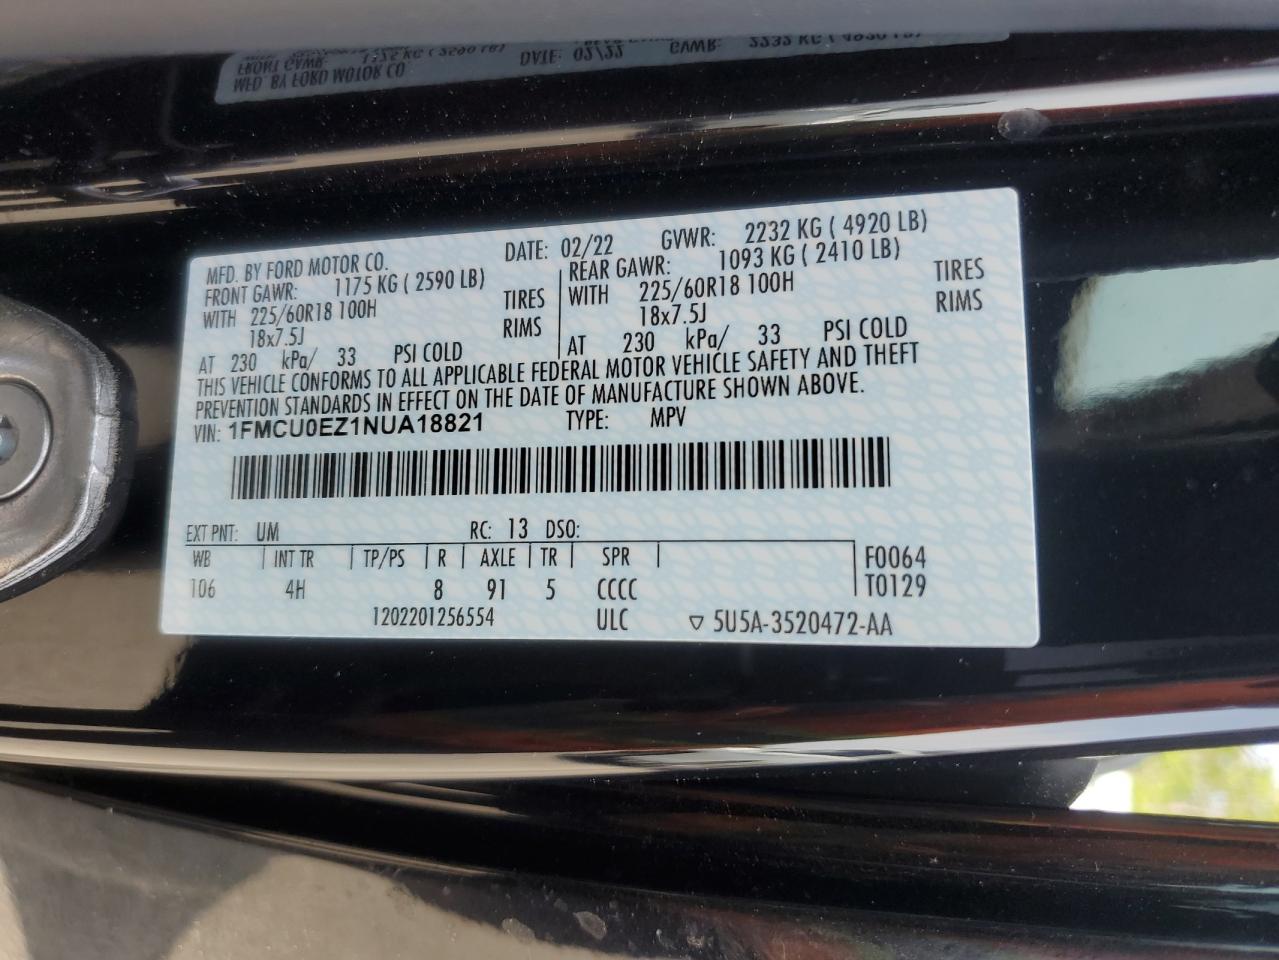 MFD. BY FORD MOTOR CO. DATE: 02/22 GVWR: 2232 KG ( 4920 LB)
FRONT GAWR: 1175 KG ( 2590 LB) REAR GAWR: 1093 KG ( 2410 LB)
WITH 225/60R18 100H TIRES WITH 225/60R18 100H TIRES
18x7.5J RIMS 18x7.5J RIMS
AT 230 kPa/ 33 PSI COLD AT 230 kPa/ 33 PSI COLD
THIS VEHICLE CONFORMS TO ALL APPLICABLE FEDERAL MOTOR VEHICLE SAFETY AND THEFT
PREVENTION STANDARDS IN EFFECT ON THE DATE OF MANUFACTURE SHOWN ABOVE.
VIN: 1FMCU0EZ1NUA18821 TYPE: MPV
EXT PNT: UM RC: 13 DSO:
WB INT TR TP/PS R AXLE TR SPR F0064
106 4H 8 91 5 CCCC T0129
1202201256554 ULC ▽ 5U5A-3520472-AA